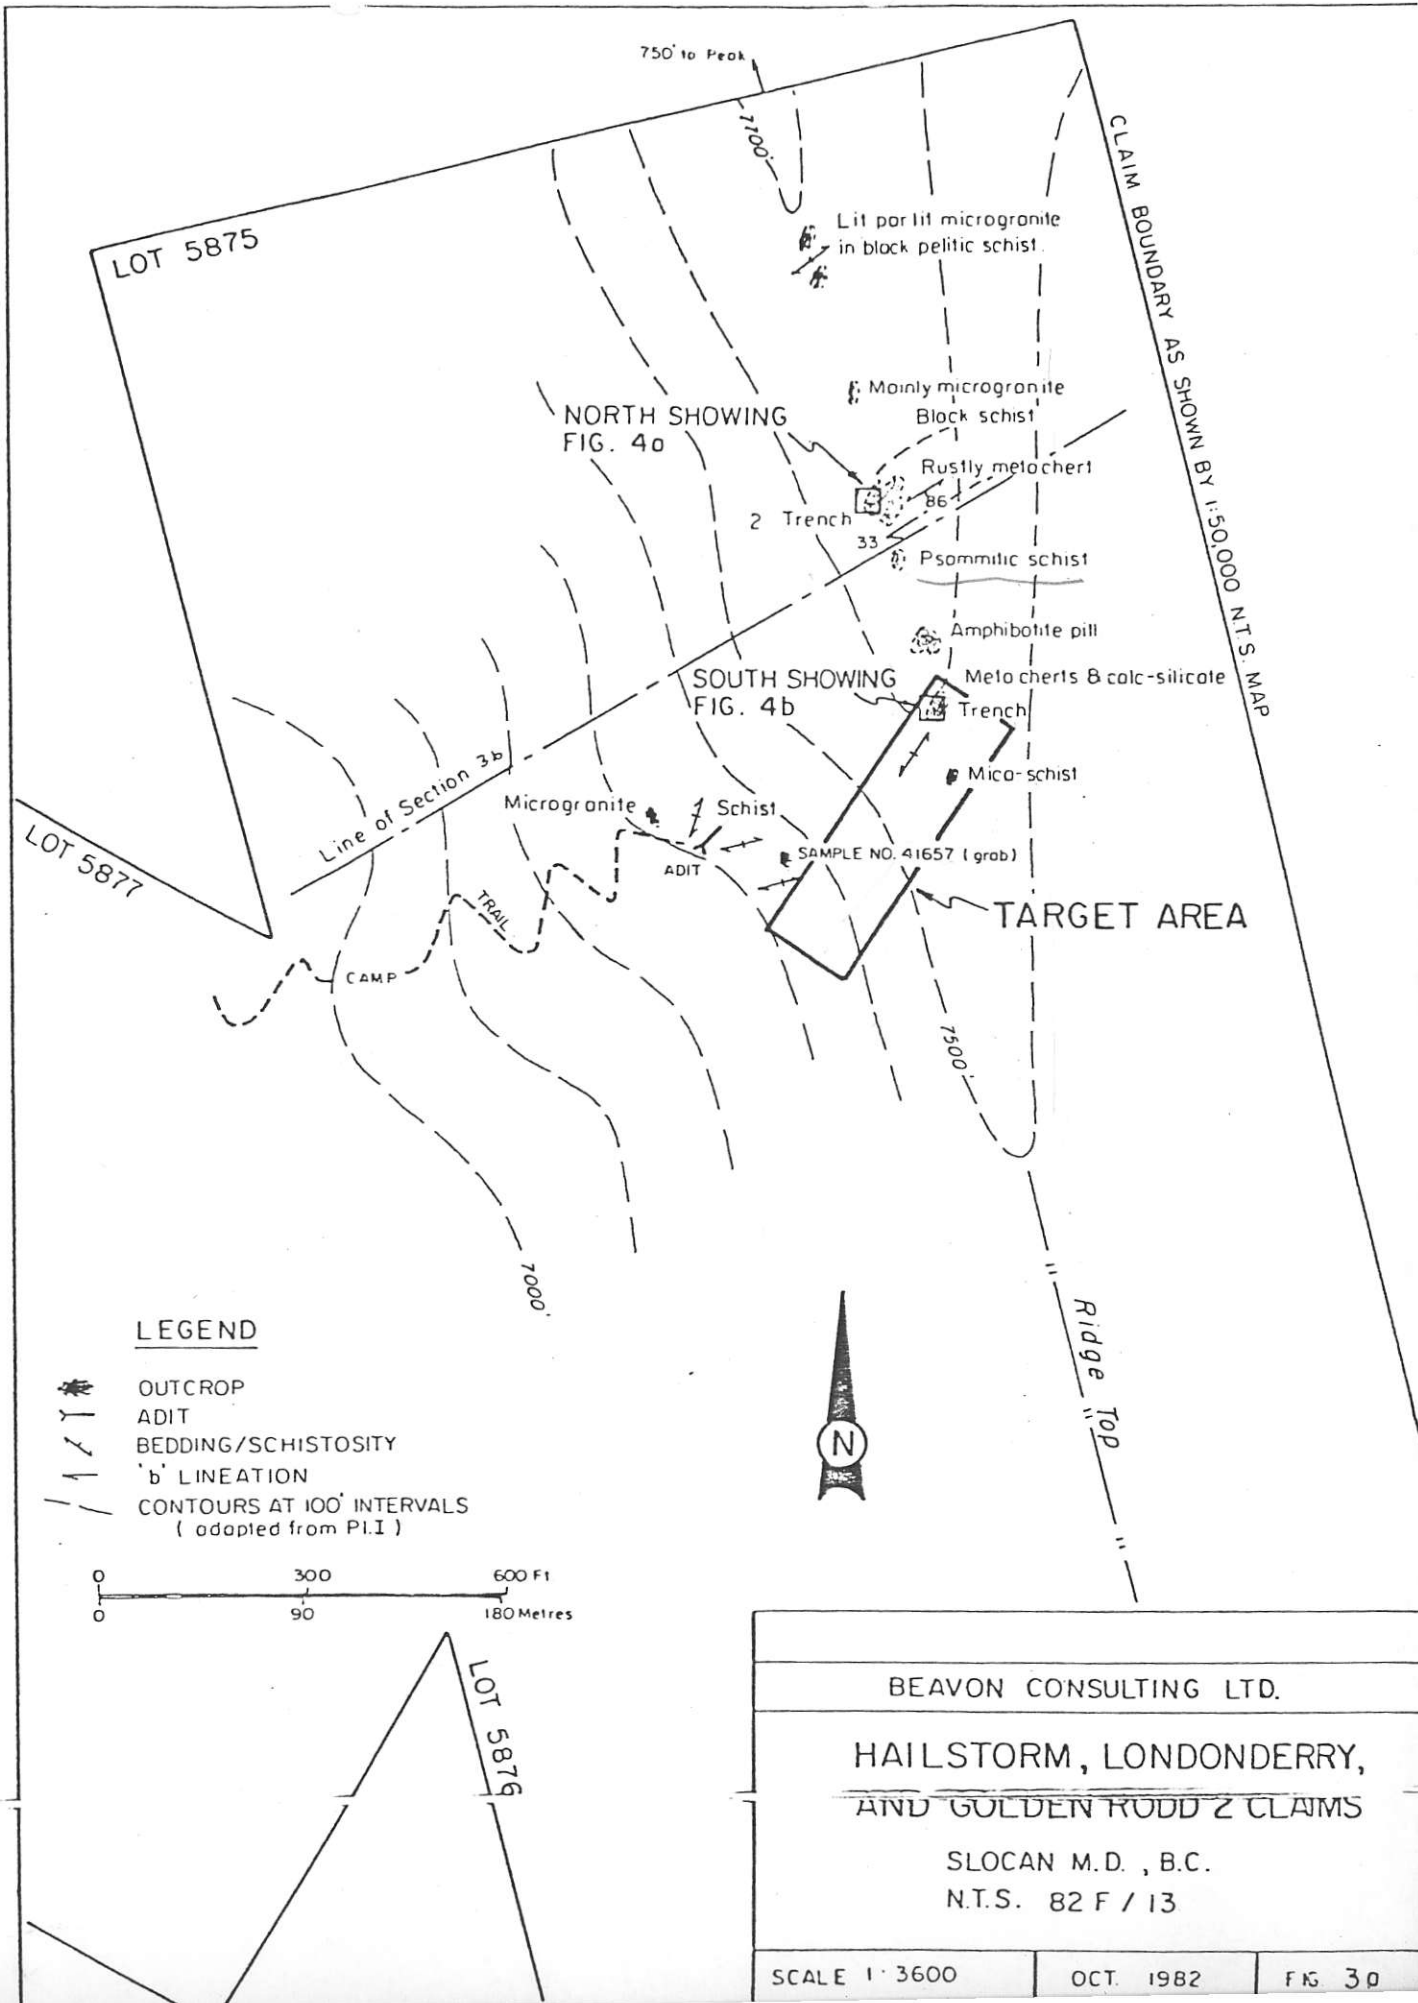 750' to Peak
7700'
CLAIM BOUNDARY AS SHOWN BY 1:50,000 N.T.S. MAP
LOT 5875
Lit par lit microgranite
in black pelitic schist.
Mainly microgranite
Black schist
NORTH SHOWING
FIG. 4a
Rustly metachert
86
2 Trench
33
Psommitic schist
Amphibotite pill
SOUTH SHOWING
FIG. 4b
Meta cherts & calc-silicate
Trench
Line of Section 3b
Mica-schist
Microgranite
Schist
LOT 5877
ADIT
SAMPLE NO. 41657 (grab)
TRAIL
TARGET AREA
CAMP
7500'
7000'
Ridge Top
LEGEND
OUTCROP
ADIT
BEDDING/SCHISTOSITY
'b' LINEATION
CONTOURS AT 100' INTERVALS
( adapted from Pl.I )
N
0 300 600 Ft
0 90 180 Metres
LOT 5876
BEAVON CONSULTING LTD.
HAILSTORM, LONDONDERRY,
AND GOLDEN RODD 2 CLAIMS
SLOCAN M.D. , B.C.
N.T.S. 82 F / 13
SCALE 1:3600
OCT. 1982
FIG. 3a